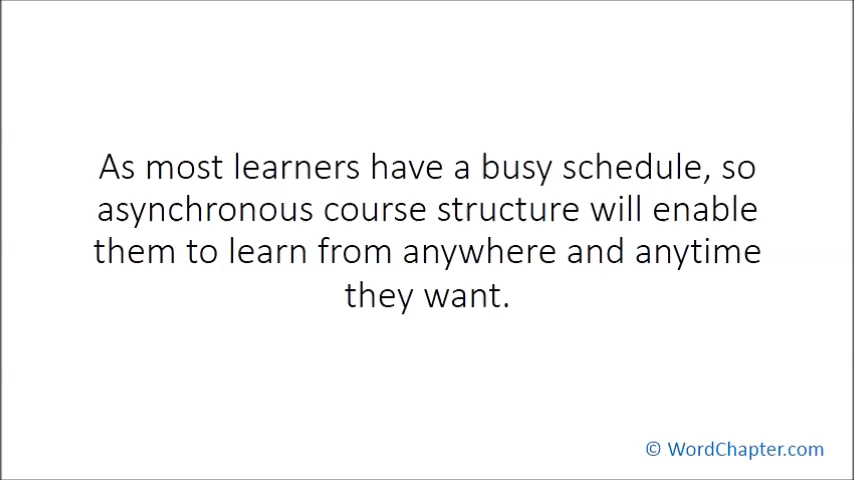 As most learners have a busy schedule, so
asynchronous course structure will enable
them to learn from anywhere and anytime
they want.
© WordChapter.com